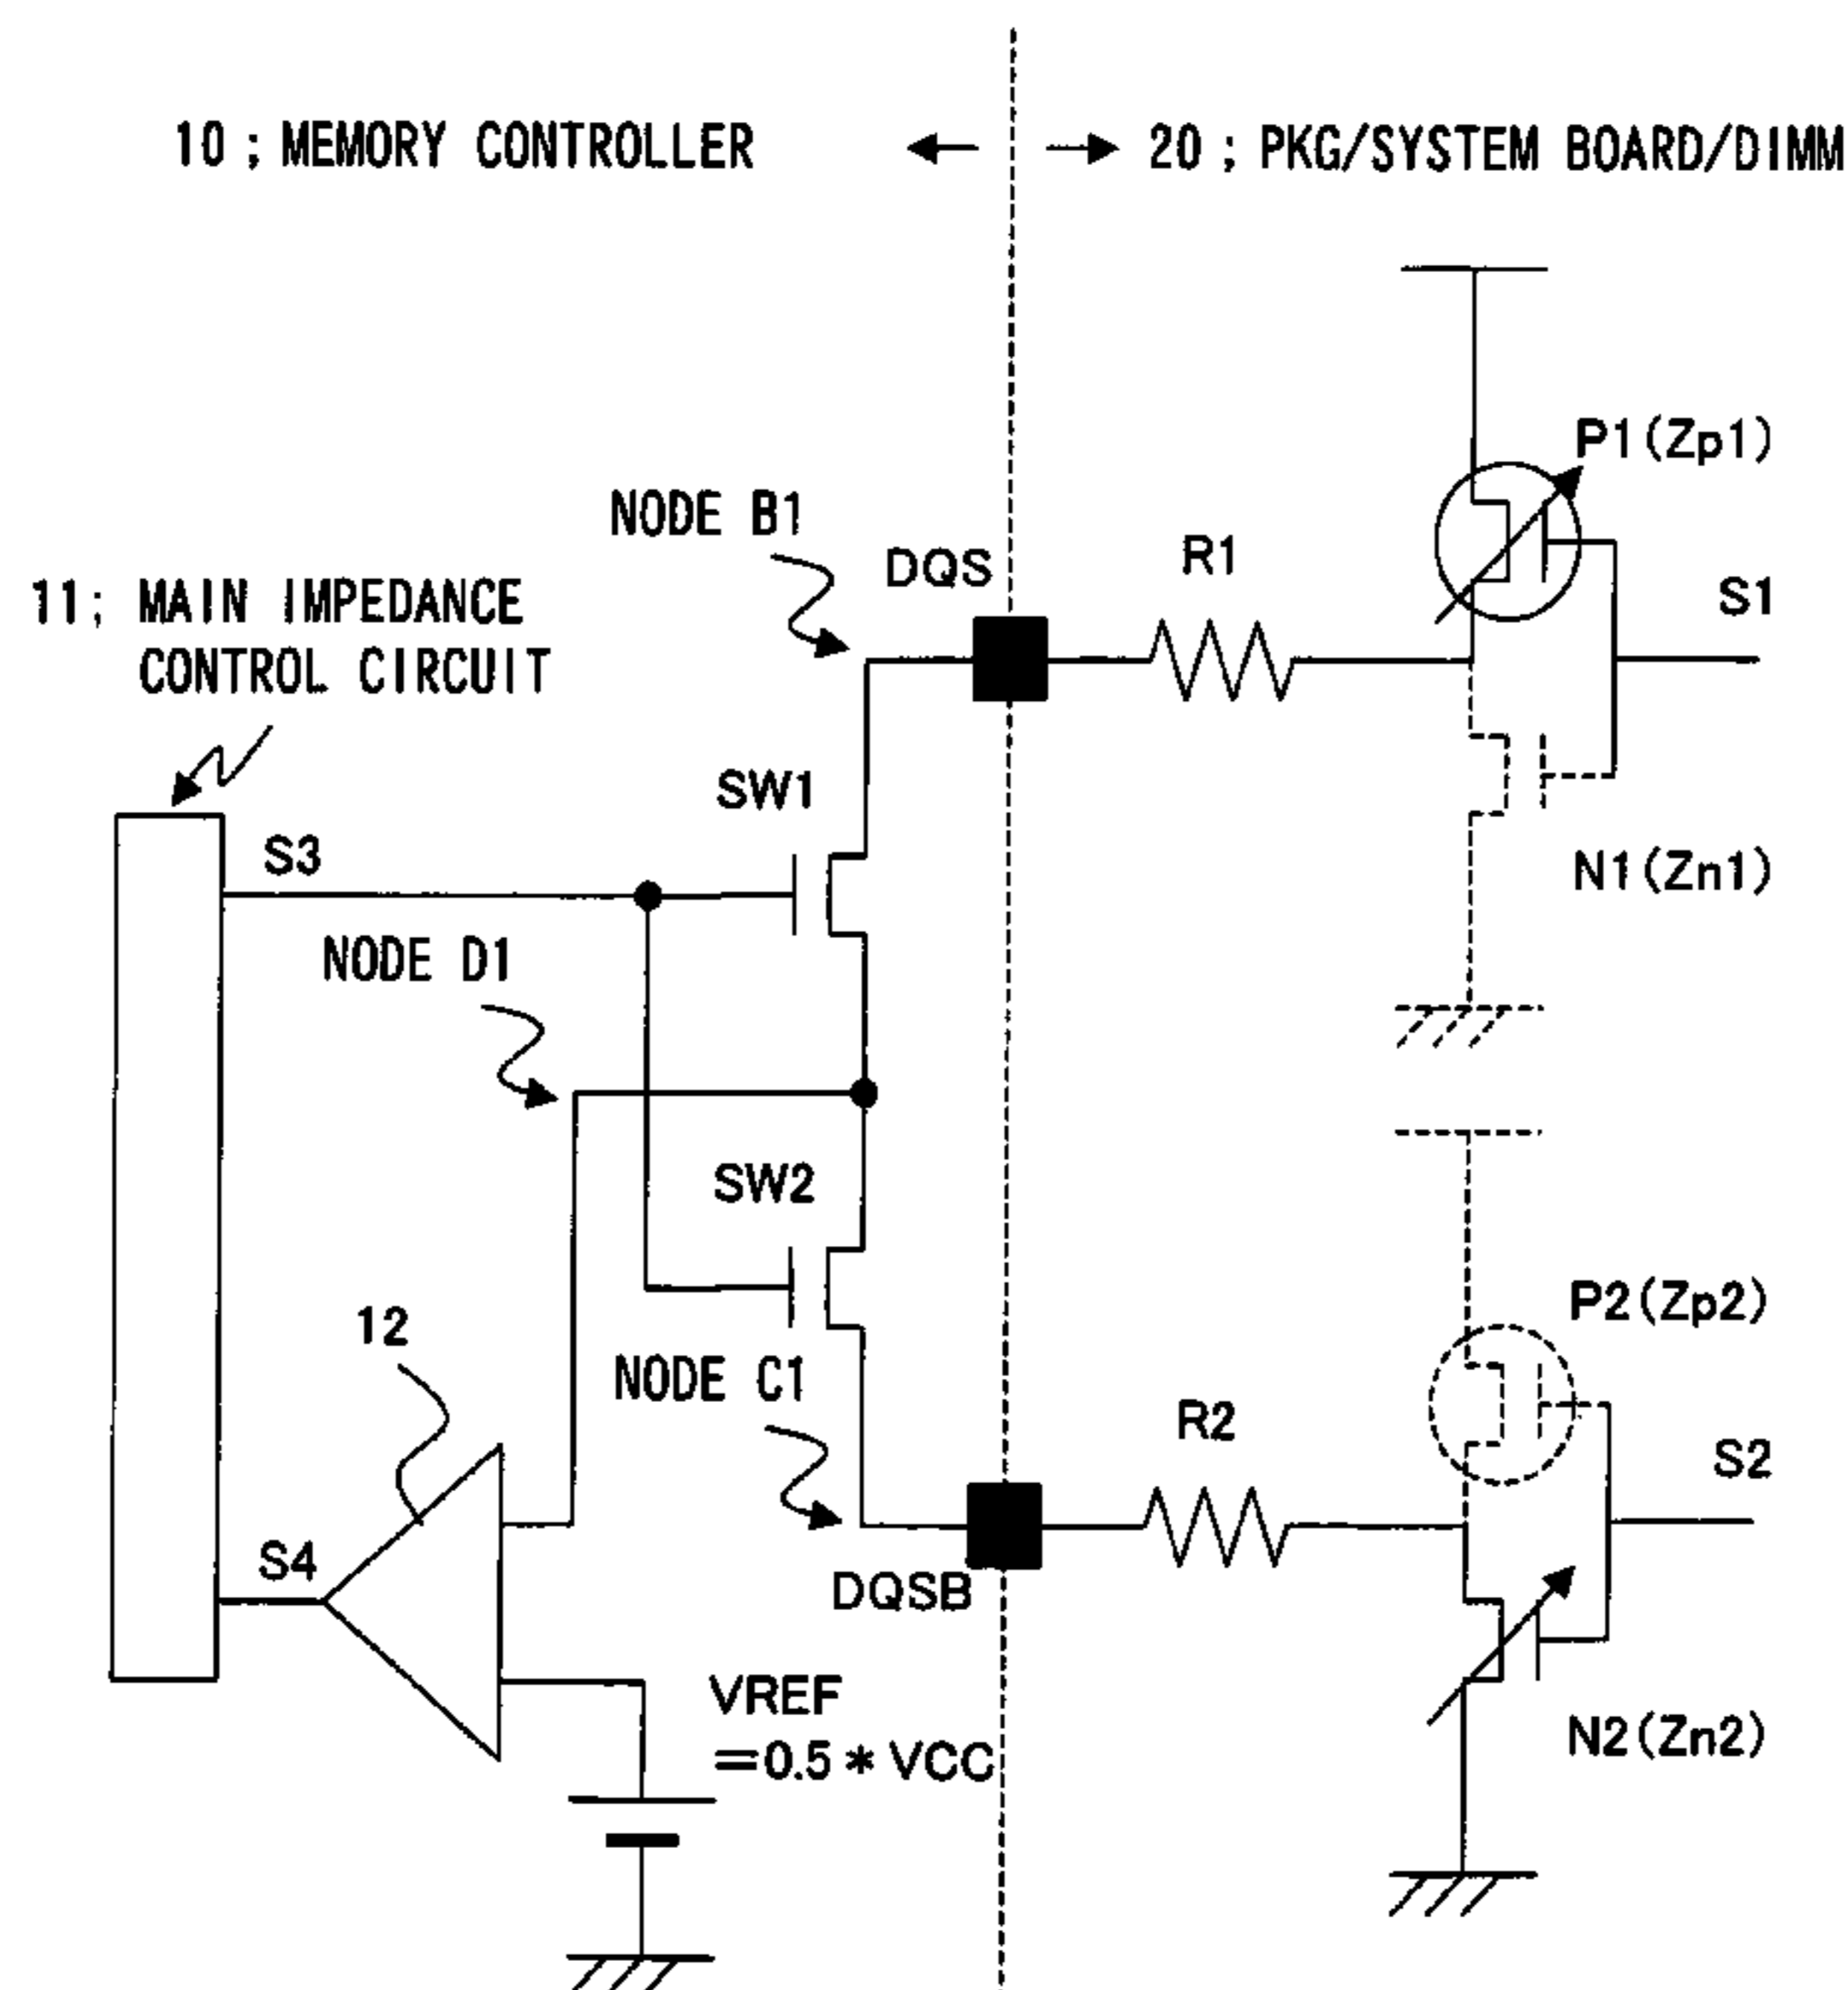 10 ; MEMORY CONTROLLER
20 ; PKG/SYSTEM BOARD/DIMM
P1(Zp1)
NODE B1
DQS
R1
S1
11; MAIN IMPEDANCE
CONTROL CIRCUIT
SW1
S3
N1(Zn1)
NODE D1
SW2
P2(Zp2)
12
NODE C1
R2
S2
S4
DQSB
VREF
=0.5*VCC
N2(Zn2)